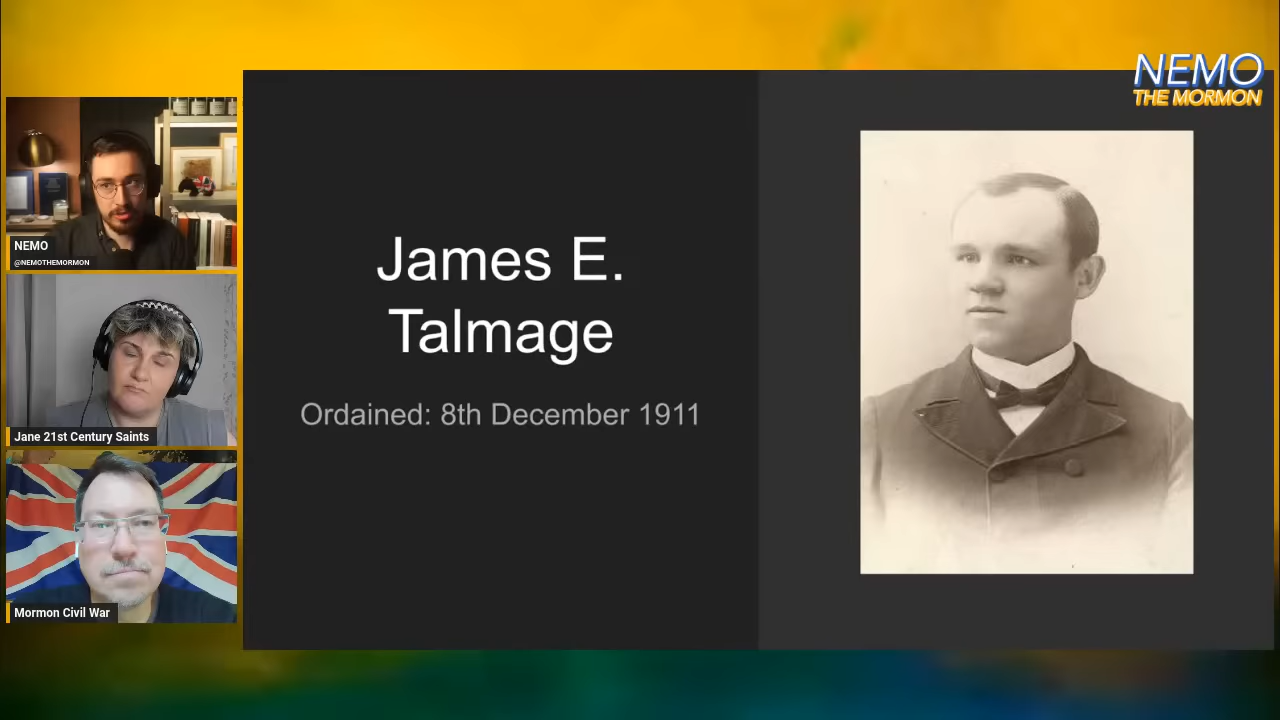 NEMO
THE MORMON
NEMO
@NEMOTHEMORMON
Jane 21st Century Saints
Mormon Civil War
James E.
Talmage
Ordained: 8th December 1911